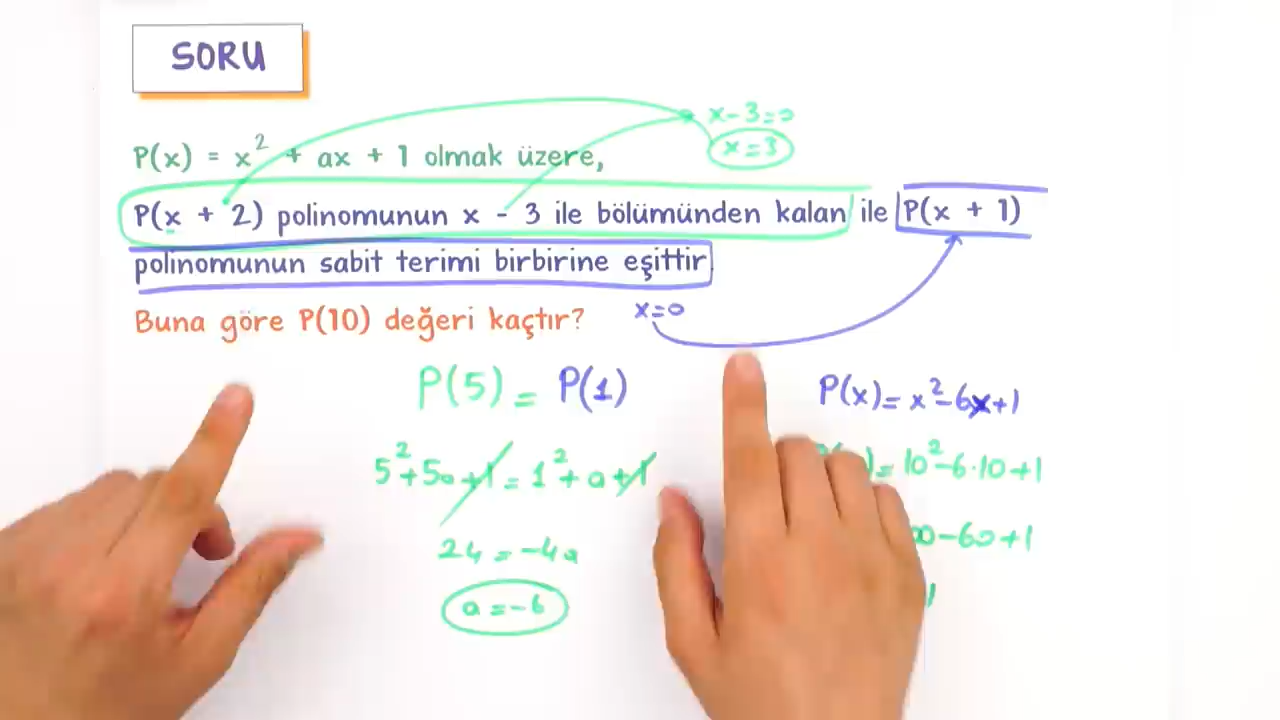 SORU
x-3=0
x=3
P(x) = x² + ax + 1 olmak üzere,
P(x + 2) polinomunun x - 3 ile bölümünden kalan ile P(x + 1)
polinomunun sabit terimi birbirine eşittir
x=0
Buna göre P(10) değeri kaçtır?
P(5) = P(1)
5²+5a+1 = 1²+a+1
24 = -4a
a = -6
P(x)= x²-6x+1
)= 10²-6·10+1
-60+1